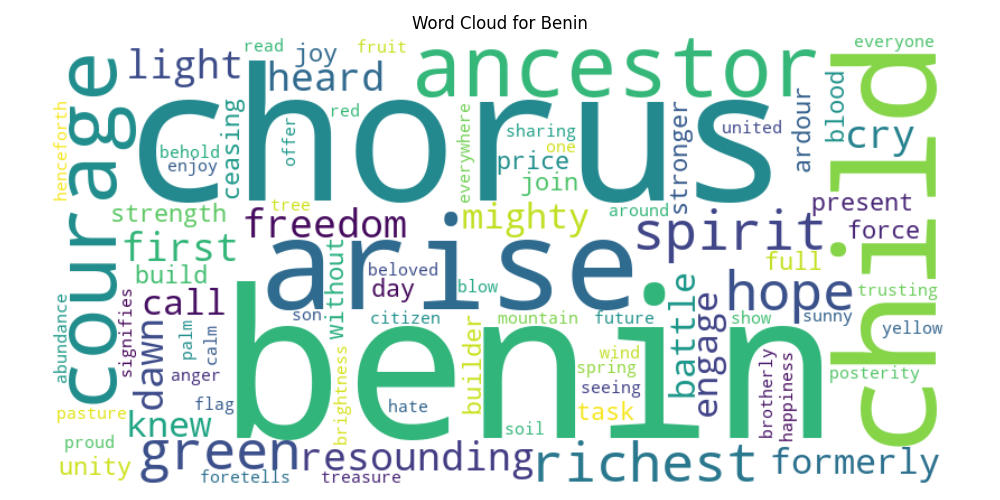 Word Cloud for Benin
everyone
read
joy
fruit
light
heard
ancestor
child
courage
henceforth
chorus
red
blood
cry
ceasing
offer
everywhere
sharing
one
stronger
united
ardour
behold
enjoy
price
join
tree
around
present
strength
freedom
mighty
spirit
force
first
arise
full
build
without
beloved
day
blow
hope
trusting
call
son
citizen
mountain
future
battle
engage
show
sunny
yellow
abundance
signifies
dawn
palm
calm
benin
builder
wind
spring
seeing
anger
brightness
brotherly
happiness
posterity
pasture
flag
hate
task
knew
soil
proud
unity
green
resounding
richest
formerly
foretells
treasure